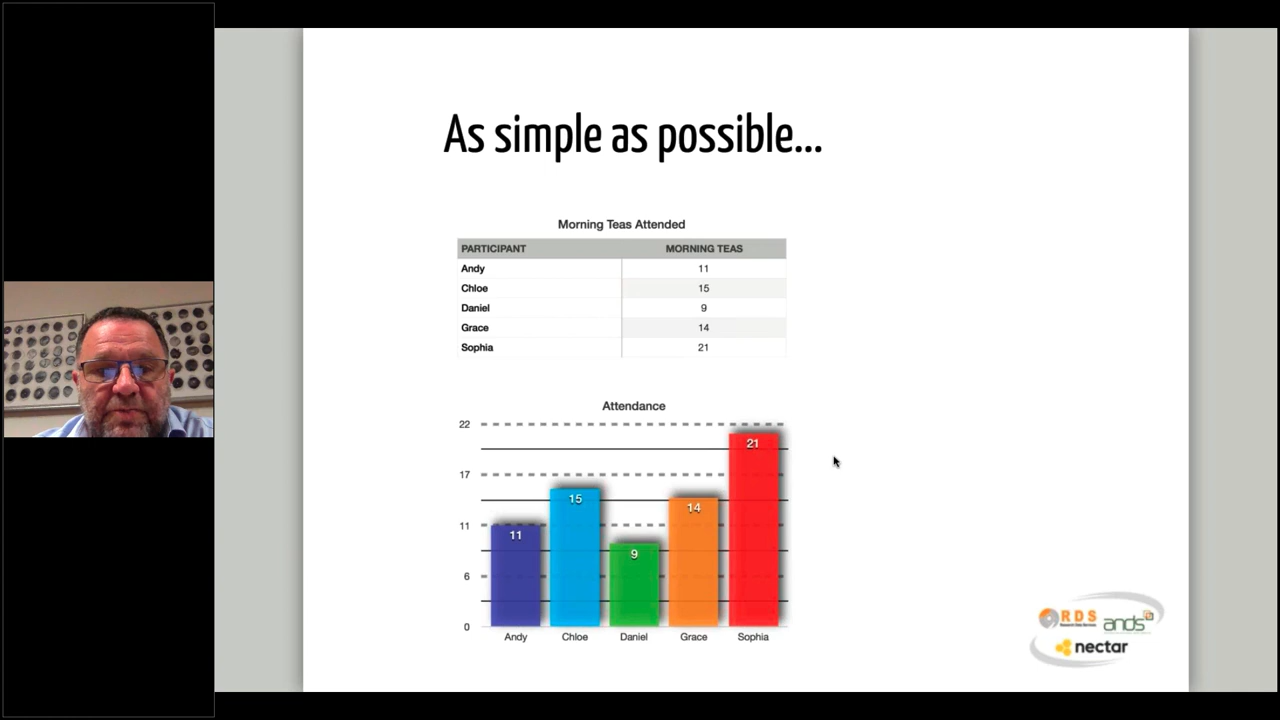 As simple as possible...
Morning Teas Attended
PARTICIPANT MORNING TEAS
Andy 11
Chloe 15
Daniel 9
Grace 14
Sophia 21
Attendance
22
17
11
6
0
11
15
9
14
21
Andy Chloe Daniel Grace Sophia
RDS
ands
nectar